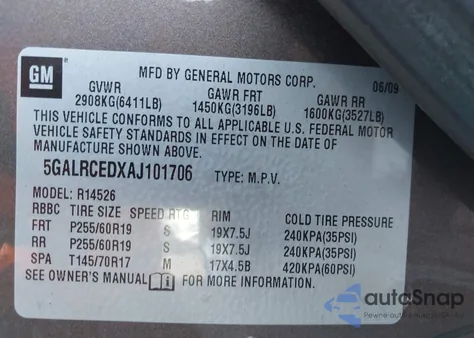 GM
MFD BY GENERAL MOTORS CORP. 06/09
GVWR GAWR FRT GAWR RR
2908KG(6411LB) 1450KG(3196LB) 1600KG(3527LB)
THIS VEHICLE CONFORMS TO ALL APPLICABLE U.S. FEDERAL MOTOR
VEHICLE SAFETY STANDARDS IN EFFECT ON THE DATE OF
MANUFACTURE SHOWN ABOVE.
5GALRCEDXAJ101706 TYPE: M.P.V.
MODEL: R14526
RBBC TIRE SIZE SPEED RTG RIM COLD TIRE PRESSURE
FRT P255/60R19 S 19X7.5J 240KPA(35PSI)
RR P255/60R19 S 19X7.5J 240KPA(35PSI)
SPA T145/70R17 M 17X4.5B 420KPA(60PSI)
SEE OWNER'S MANUAL FOR MORE INFORMATION.
autoSnap
Pewne auto